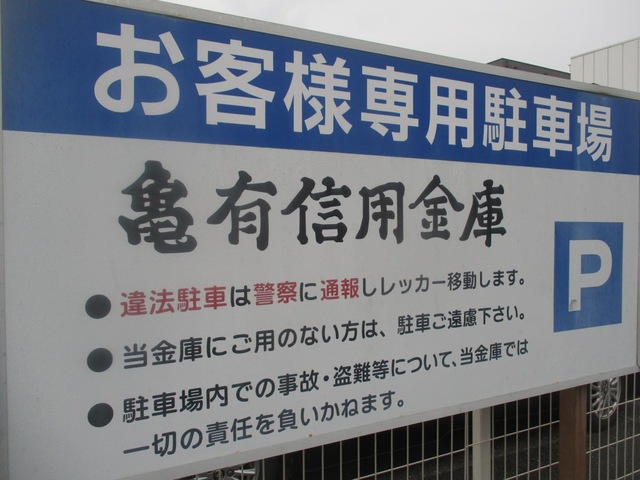 お客様専用駐車場
亀有信用金庫
P
●違法駐車は警察に通報しレッカー移動します。
●当金庫にご用のない方は、駐車ご遠慮下さい。
●駐車場内での事故・盗難等について、当金庫では
一切の責任を負いかねます。